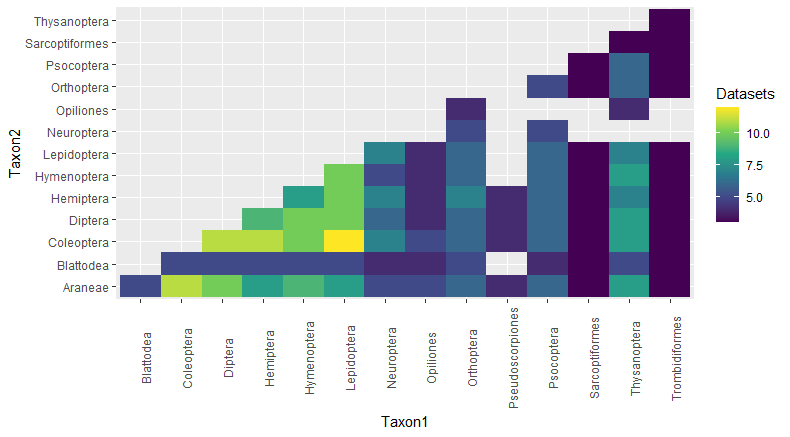 Thysanoptera
Sarcoptiformes
Psocoptera
Orthoptera
Opiliones
Neuroptera
Lepidoptera
Hymenoptera
Hemiptera
Diptera
Coleoptera
Blattodea
Araneae
Taxon2
Blattodea
Coleoptera
Diptera
Hemiptera
Hymenoptera
Lepidoptera
Neuroptera
Opiliones
Orthoptera
Pseudoscorpiones
Psocoptera
Sarcoptiformes
Thysanoptera
Trombidiformes
Taxon1
Datasets
10.0
7.5
5.0